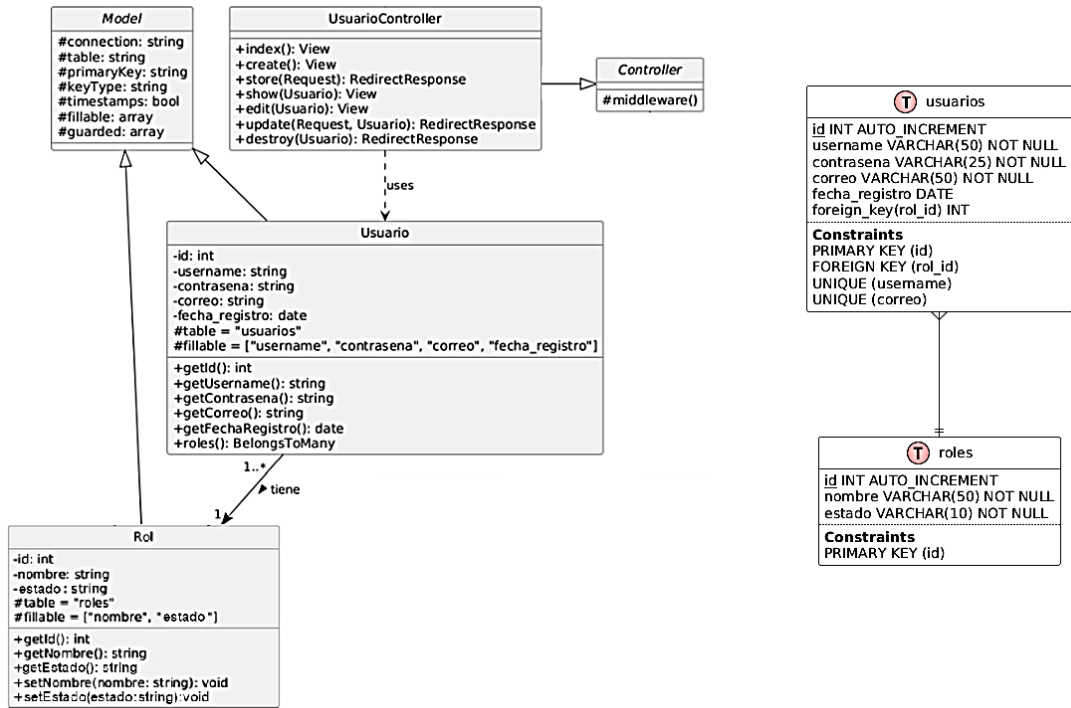 Model
#connection: string
#table: string
#primaryKey: string
#keyType: string
#timestamps: bool
#fillable: array
#guarded: array
UsuarioController
+index(): View
+create(): View
+store(Request): RedirectResponse
+show(Usuario): View
+edit(Usuario): View
+update(Request, Usuario): RedirectResponse
+destroy(Usuario): RedirectResponse
Controller
#middleware()
uses
Usuario
-id: int
-username: string
-contrasena: string
-correo: string
-fecha_registro: date
#table = "usuarios"
#fillable = ["username", "contrasena", "correo", "fecha_registro"]
+getId(): int
+getUsername(): string
+getContrasena(): string
+getCorreo(): string
+getFechaRegistro(): date
+roles(): BelongsToMany
1..*
tiene
1
Rol
-id: int
-nombre: string
-estado: string
#table = "roles"
#fillable = ["nombre", "estado"]
+getId(): int
+getNombre(): string
+getEstado(): string
+setNombre(nombre: string): void
+setEstado(estado:string):void
T usuarios
id INT AUTO_INCREMENT
username VARCHAR(50) NOT NULL
contrasena VARCHAR(25) NOT NULL
correo VARCHAR(50) NOT NULL
fecha_registro DATE
foreign_key(rol_id) INT
Constraints
PRIMARY KEY (id)
FOREIGN KEY (rol_id)
UNIQUE (username)
UNIQUE (correo)
T roles
id INT AUTO_INCREMENT
nombre VARCHAR(50) NOT NULL
estado VARCHAR(10) NOT NULL
Constraints
PRIMARY KEY (id)